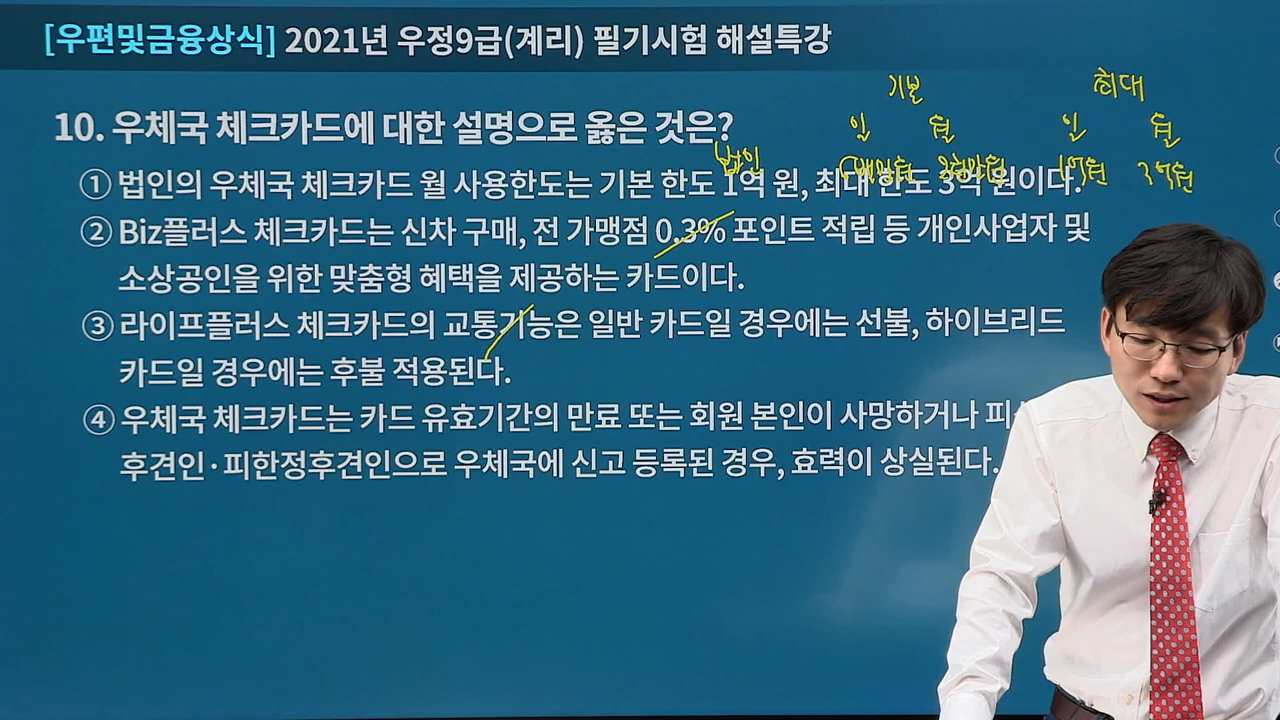 [우편및금융상식] 2021년 우정9급(계리) 필기시험 해설특강
기본 최대
인 월 인 월
10. 우체국 체크카드에 대한 설명으로 옳은 것은?
법인 1억원
① 법인의 우체국 체크카드 월 사용한도는 기본 한도 1억 원, 최대 한도 3억 원이다.
② Biz플러스 체크카드는 신차 구매, 전 가맹점 0.3% 포인트 적립 등 개인사업자 및
소상공인을 위한 맞춤형 혜택을 제공하는 카드이다.
③ 라이프플러스 체크카드의 교통기능은 일반 카드일 경우에는 선불, 하이브리드
카드일 경우에는 후불 적용된다.
④ 우체국 체크카드는 카드 유효기간의 만료 또는 회원 본인이 사망하거나
후견인·피한정후견인으로 우체국에 신고 등록된 경우, 효력이 상실된다.